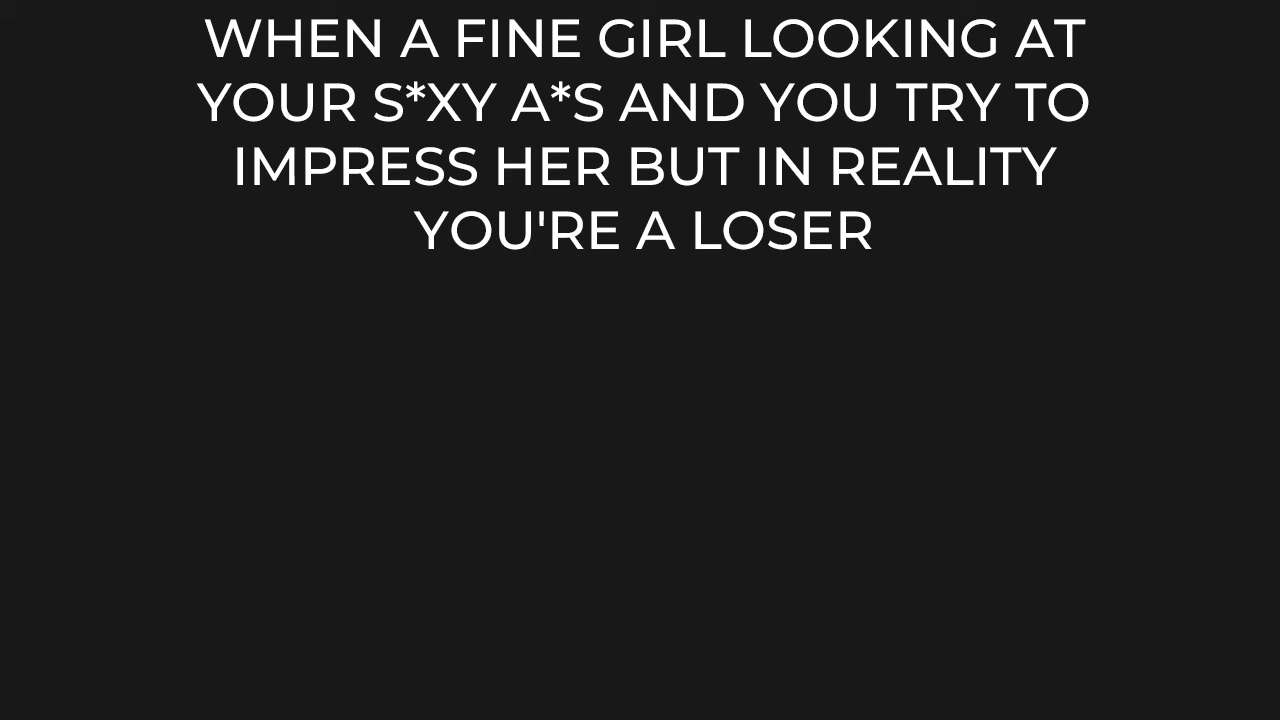 WHEN A FINE GIRL LOOKING AT
YOUR S*XY A*S AND YOU TRY TO
IMPRESS HER BUT IN REALITY
YOU'RE A LOSER